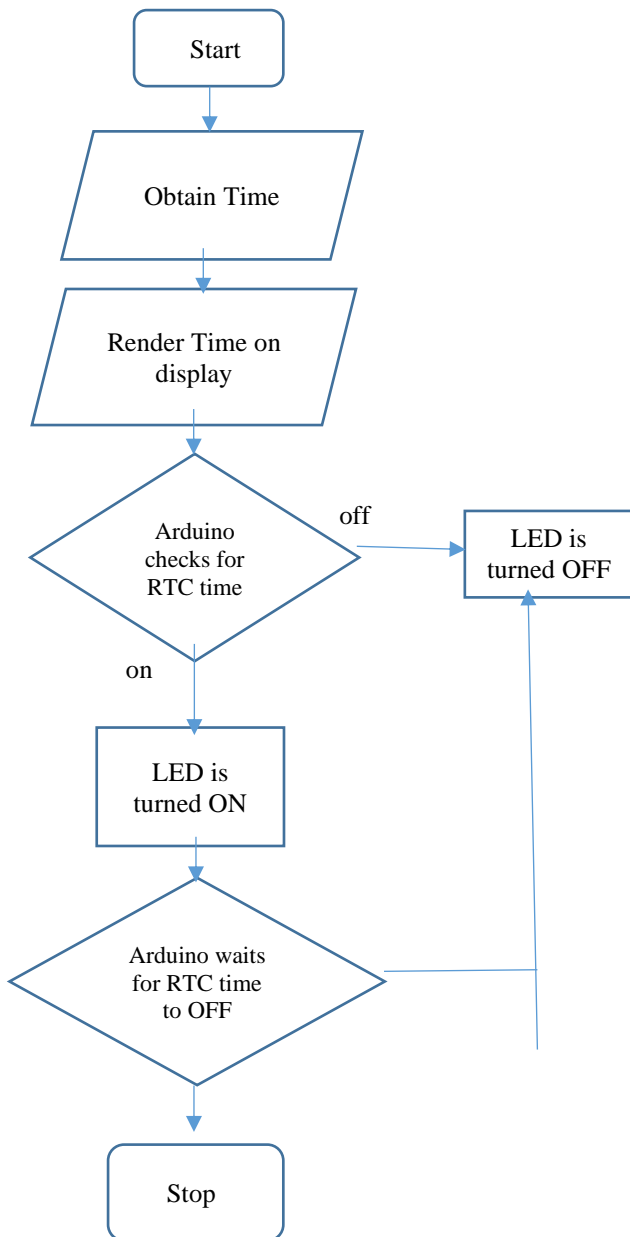 Start
Obtain Time
Render Time on
display
Arduino
checks for
RTC time
off
LED is
turned OFF
on
LED is
turned ON
Arduino waits
for RTC time
to OFF
Stop